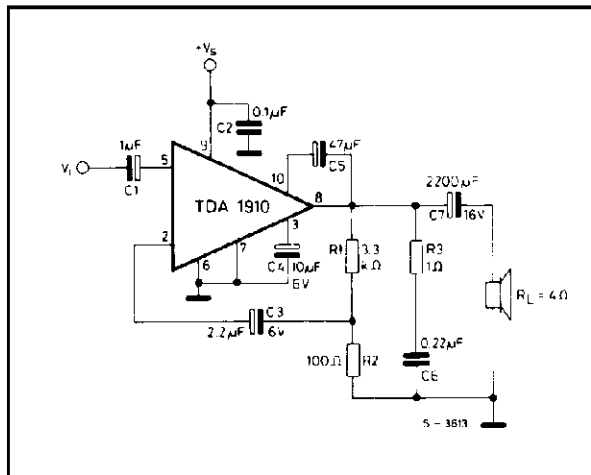 +Vs
0.1µF
C2
9
1µF
47µF
C5
Vi
5
10
C1
TDA 1910
8
2200µF
C7
16V
3
2
7
6
C4
10µF
6V
R1
3.3
kΩ
R3
1Ω
RL = 4Ω
2.2µF
C3
6V
100Ω
R2
0.22µF
C6
S - 3613